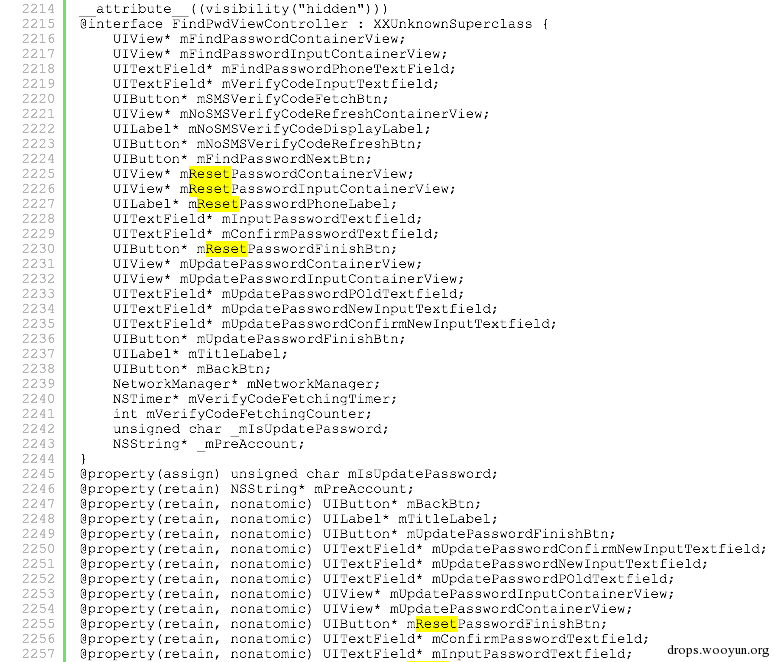 2214 __attribute__((visibility("hidden")))
2215 @interface FindPwdViewController : XXUnknownSuperclass {
2216 UIView* mFindPasswordContainerView;
2217 UIView* mFindPasswordInputContainerView;
2218 UITextField* mFindPasswordPhoneTextField;
2219 UITextField* mVerifyCodeInputTextfield;
2220 UIButton* mSMSVerifyCodeFetchBtn;
2221 UIView* mNoSMSVerifyCodeRefreshContainerView;
2222 UILabel* mNoSMSVerifyCodeDisplayLabel;
2223 UIButton* mNoSMSVerifyCodeRefreshBtn;
2224 UIButton* mFindPasswordNextBtn;
2225 UIView* mResetPasswordContainerView;
2226 UIView* mResetPasswordInputContainerView;
2227 UILabel* mResetPasswordPhoneLabel;
2228 UITextField* mInputPasswordTextfield;
2229 UITextField* mConfirmPasswordTextfield;
2230 UIButton* mResetPasswordFinishBtn;
2231 UIView* mUpdatePasswordContainerView;
2232 UIView* mUpdatePasswordInputContainerView;
2233 UITextField* mUpdatePasswordPOldTextfield;
2234 UITextField* mUpdatePasswordNewInputTextfield;
2235 UITextField* mUpdatePasswordConfirmNewInputTextfield;
2236 UIButton* mUpdatePasswordFinishBtn;
2237 UILabel* mTitleLabel;
2238 UIButton* mBackBtn;
2239 NetworkManager* mNetworkManager;
2240 NSTimer* mVerifyCodeFetchingTimer;
2241 int mVerifyCodeFetchingCounter;
2242 unsigned char _mIsUpdatePassword;
2243 NSString* _mPreAccount;
2244 }
2245 @property(assign) unsigned char mIsUpdatePassword;
2246 @property(retain) NSString* mPreAccount;
2247 @property(retain, nonatomic) UIButton* mBackBtn;
2248 @property(retain, nonatomic) UILabel* mTitleLabel;
2249 @property(retain, nonatomic) UIButton* mUpdatePasswordFinishBtn;
2250 @property(retain, nonatomic) UITextField* mUpdatePasswordConfirmNewInputTextfield;
2251 @property(retain, nonatomic) UITextField* mUpdatePasswordNewInputTextfield;
2252 @property(retain, nonatomic) UITextField* mUpdatePasswordPOldTextfield;
2253 @property(retain, nonatomic) UIView* mUpdatePasswordInputContainerView;
2254 @property(retain, nonatomic) UIView* mUpdatePasswordContainerView;
2255 @property(retain, nonatomic) UIButton* mResetPasswordFinishBtn;
2256 @property(retain, nonatomic) UITextField* mConfirmPasswordTextfield;
2257 @property(retain, nonatomic) UITextField* mInputPasswordTextfield;
drops.wooyun.org